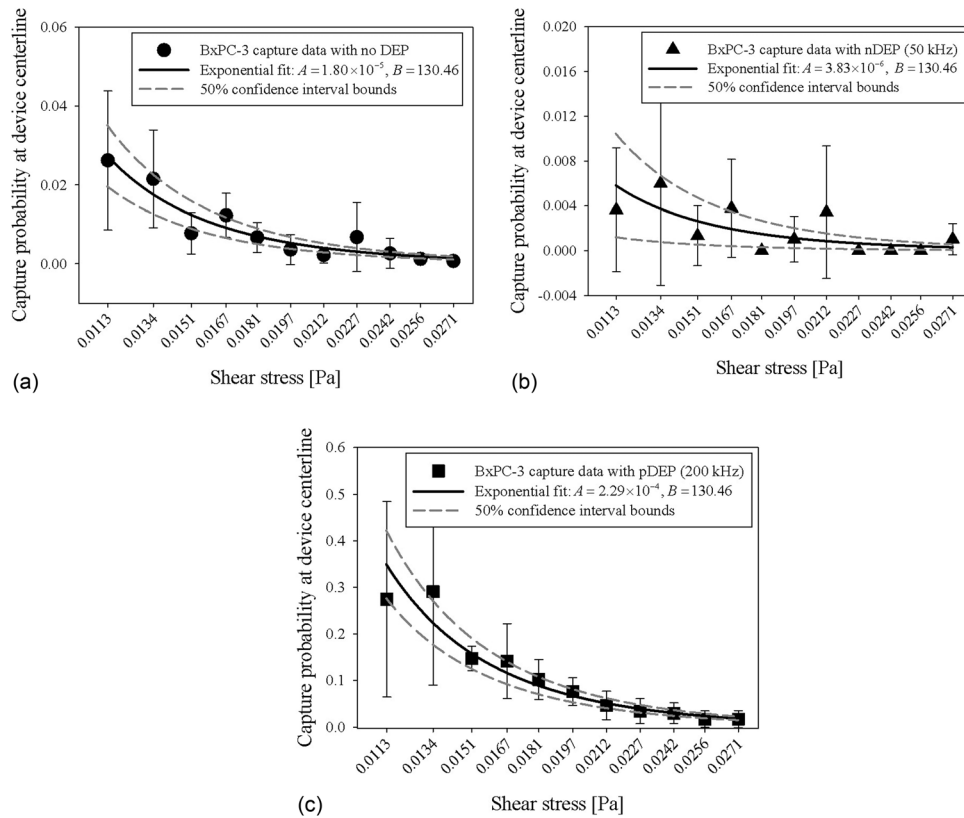 Capture probability at device centerline
0.06
0.04
0.02
0.00
BxPC-3 capture data with no DEP
Exponential fit: A = 1.80×10⁻⁵, B = 130.46
50% confidence interval bounds
0.0113
0.0134
0.0151
0.0167
0.0181
0.0197
0.0212
0.0227
0.0242
0.0256
0.0271
Shear stress [Pa]
(a)
Capture probability at device centerline
0.020
0.016
0.012
0.008
0.004
0.000
-0.004
BxPC-3 capture data with nDEP (50 kHz)
Exponential fit: A = 3.83×10⁻⁶, B = 130.46
50% confidence interval bounds
0.0113
0.0134
0.0151
0.0167
0.0181
0.0197
0.0212
0.0227
0.0242
0.0256
0.0271
Shear stress [Pa]
(b)
Capture probability at device centerline
0.6
0.5
0.4
0.3
0.2
0.1
0.0
BxPC-3 capture data with pDEP (200 kHz)
Exponential fit: A = 2.29×10⁻⁴, B = 130.46
50% confidence interval bounds
0.0113
0.0134
0.0151
0.0167
0.0181
0.0197
0.0212
0.0227
0.0242
0.0256
0.0271
Shear stress [Pa]
(c)